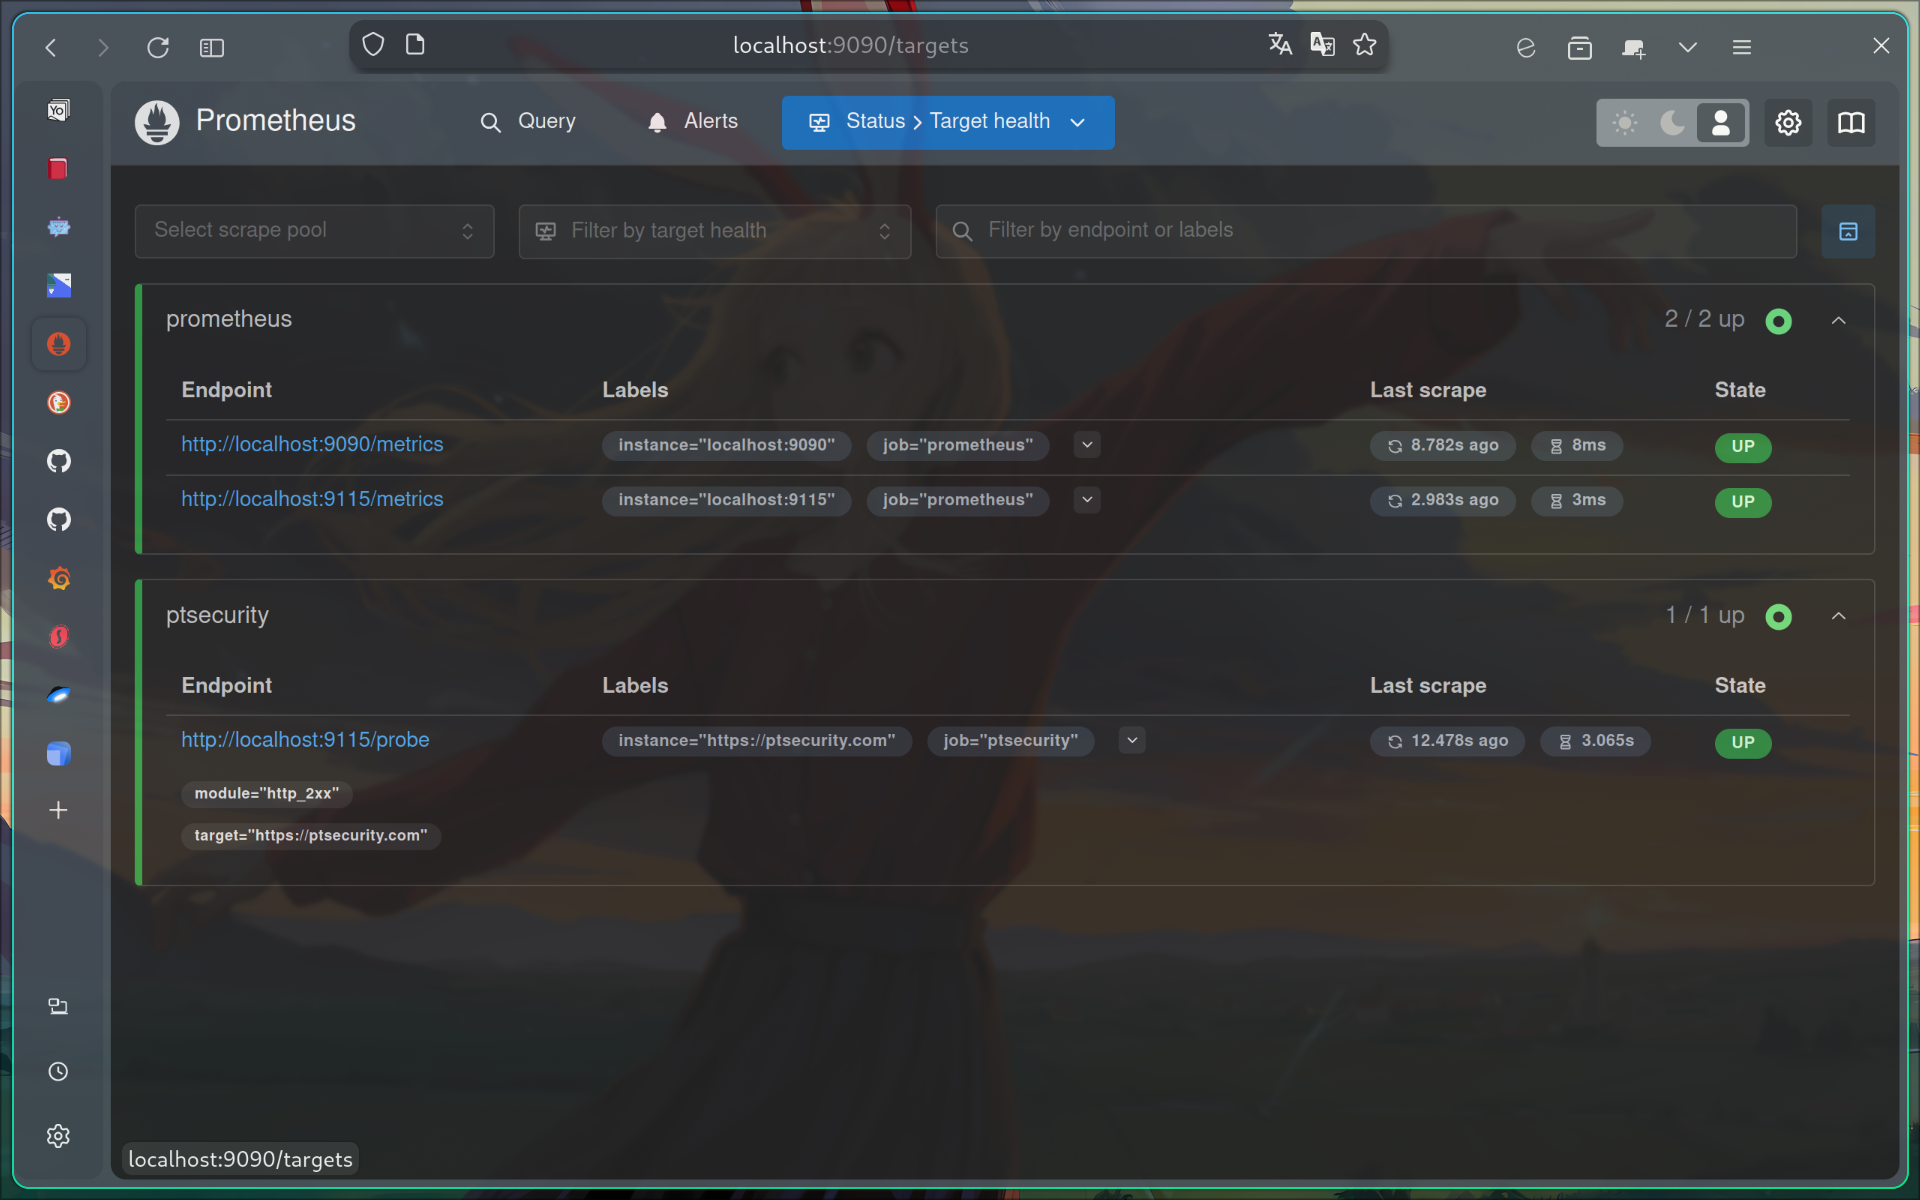 localhost:9090/targets
Yo
Prometheus
Query
Alerts
Status > Target health
Select scrape pool
Filter by target health
Filter by endpoint or labels
prometheus
2 / 2 up
Endpoint Labels Last scrape State
http://localhost:9090/metrics instance="localhost:9090" job="prometheus" 8.782s ago 8ms UP
http://localhost:9115/metrics instance="localhost:9115" job="prometheus" 2.983s ago 3ms UP
ptsecurity
1 / 1 up
Endpoint Labels Last scrape State
http://localhost:9115/probe instance="https://ptsecurity.com" job="ptsecurity" 12.478s ago 3.065s UP
module="http_2xx"
target="https://ptsecurity.com"
localhost:9090/targets